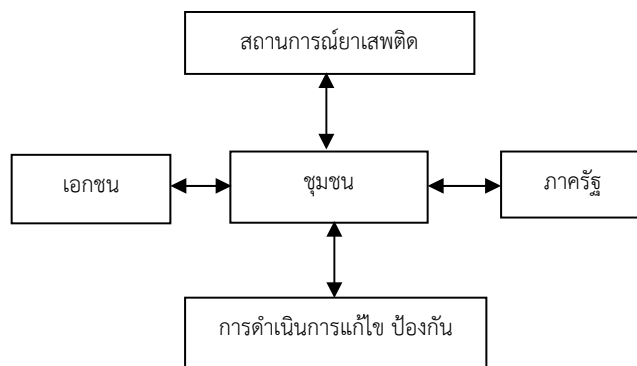 สถานการณ์ยาเสพติด
เอกชน
ชุมชน
ภาครัฐ
การดำเนินการแก้ไข ป้องกัน